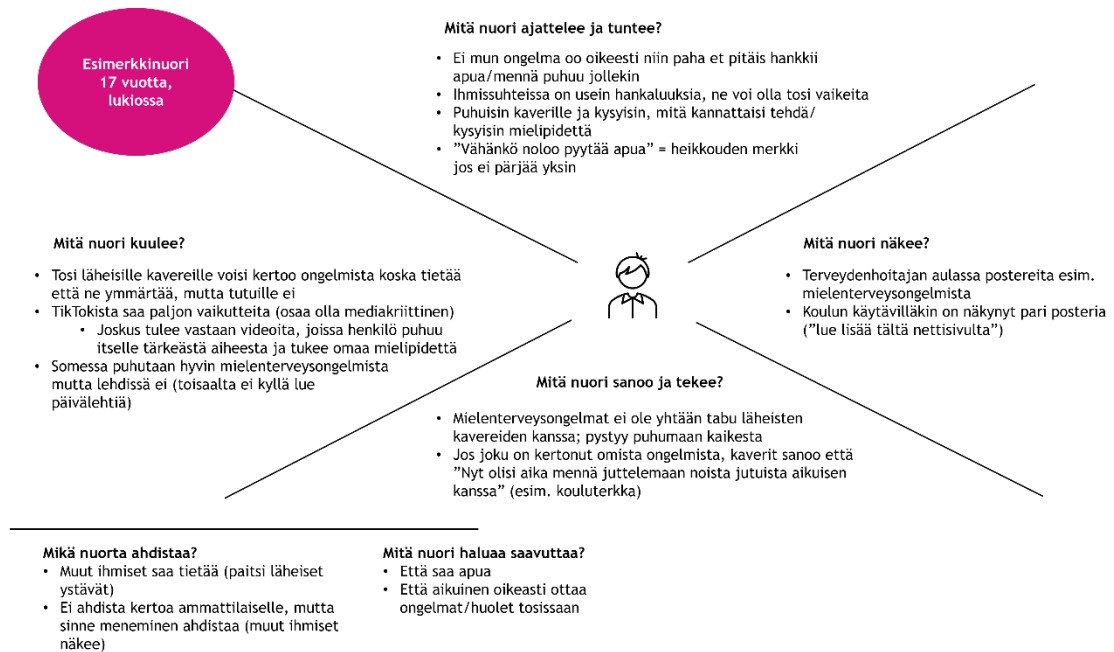 Esimerkkinuori
17 vuotta,
lukiossa
Mitä nuori ajattelee ja tuntee?
• Ei mun ongelma oo oikeesti niin paha et pitäis hankkii
apua/mennä puhuu jollekin
• Ihmissuhteissa on usein hankaluuksia, ne voi olla tosi vaikeita
• Puhuisin kaverille ja kysyisin, mitä kannattaisi tehdä/
kysyisin mielipidettä
• ”Vähänkö noloo pyytää apua” = heikkouden merkki
jos ei pärjää yksin
Mitä nuori kuulee?
• Tosi läheisille kavereille voisi kertoo ongelmista koska tietää
että ne ymmärtää, mutta tutuille ei
• TikTokista saa paljon vaikutteita (osaa olla mediakriittinen)
• Joskus tulee vastaan videoita, joissa henkilö puhuu
itselle tärkeästä aiheesta ja tukee omaa mielipidettä
• Somessa puhutaan hyvin mielenterveysongelmista
mutta lehdissä ei (toisaalta ei kyllä lue
päivälehtiä)
Mitä nuori näkee?
• Terveydenhoitajan aulassa postereita esim.
mielenterveysongelmista
• Koulun käytävilläkin on näkynyt pari posteria
(”lue lisää tältä nettisivulta”)
Mitä nuori sanoo ja tekee?
• Mielenterveysongelmat ei ole yhtään tabu läheisten
kavereiden kanssa; pystyy puhumaan kaikesta
• Jos joku on kertonut omista ongelmista, kaverit sanoo että
”Nyt olisi aika mennä juttelemaan noista jutuista aikuisen
kanssa” (esim. kouluterkka)
Mikä nuorta ahdistaa?
• Muut ihmiset saa tietää (paitsi läheiset
ystävät)
• Ei ahdista kertoa ammattilaiselle, mutta
sinne meneminen ahdistaa (muut ihmiset
näkee)
Mitä nuori haluaa saavuttaa?
• Että saa apua
• Että aikuinen oikeasti ottaa
ongelmat/huolet tosissaan